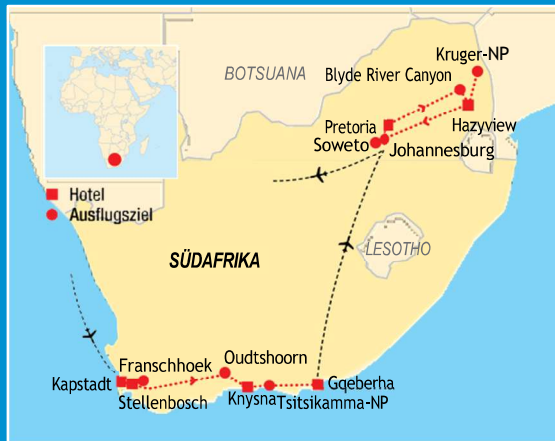 Kruger-NP
BOTSUANA
Blyde River Canyon
Pretoria
Hazyview
Soweto
Johannesburg
Hotel
Ausflugsziel
LESOTHO
SÜDAFRIKA
Franschhoek
Oudtshoorn
Kapstadt
Gqeberha
Stellenbosch
Knysna
Tsitsikamma-NP